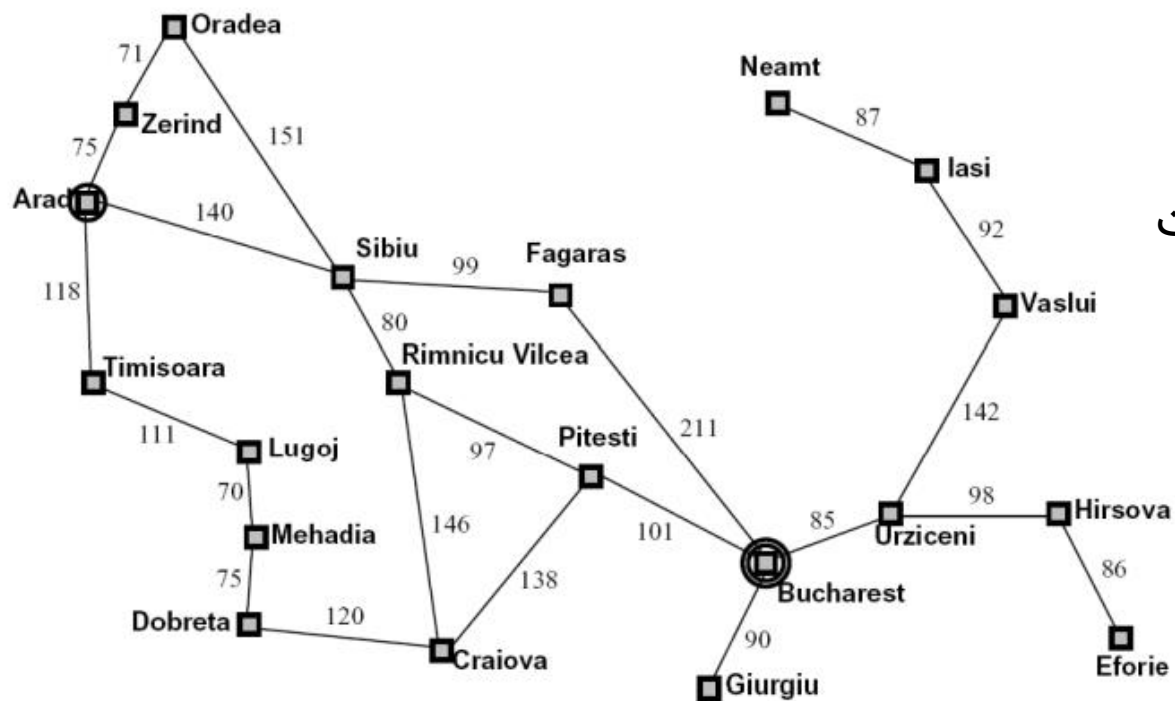 Oradea
71
Neamt
Zerind
87
151
75
Iasi
Arad
140
92
Sibiu
Fagaras
99
118
Vaslui
80
Timisoara
Rimnicu Vilcea
142
111
Pitesti
211
Lugoj
97
70
98
Hirsova
146
101
85
Mehadia
Urziceni
86
75
138
Bucharest
Dobreta
120
90
Craiova
Eforie
Giurgiu